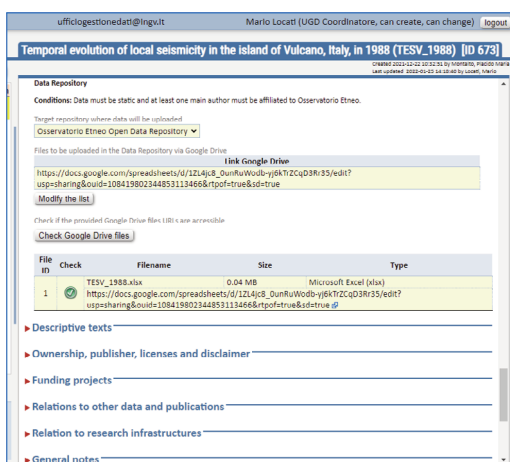 ufficiogestionedati@ingv.it Mario Locati (UGD Coordinatore, can create, can change) logout
Temporal evolution of local seismicity in the island of Vulcano, Italy, in 1988 (TESV_1988) [ID 673]
Created 2021-12-22 10:32:51 by Montalto, Placido Maria
Last updated 2022-01-25 14:18:40 by Locati, Mario
Data Repository
Conditions: Data must be static and at least one main author must be affiliated to Osservatorio Etneo.
Target repository where data will be uploaded
Osservatorio Etneo Open Data Repository
Files to be uploaded in the Data Repository via Google Drive
Link Google Drive
https://docs.google.com/spreadsheets/d/1ZL4jc8_0unRuWodb-yj6kTrZCqD3Rr35/edit?
usp=sharing&ouid=108419802344853113466&rtpof=true&sd=true
Modify the list
Check if the provided Google Drive files URLs are accessible
Check Google Drive files
File ID Check Filename Size Type
1 TESV_1988.xlsx 0.04 MB Microsoft Excel (xlsx)
https://docs.google.com/spreadsheets/d/1ZL4jc8_0unRuWodb-yj6kTrZCqD3Rr35/edit?
usp=sharing&ouid=108419802344853113466&rtpof=true&sd=true
Descriptive texts
Ownership, publisher, licenses and disclaimer
Funding projects
Relations to other data and publications
Relation to research infrastructures
General notes